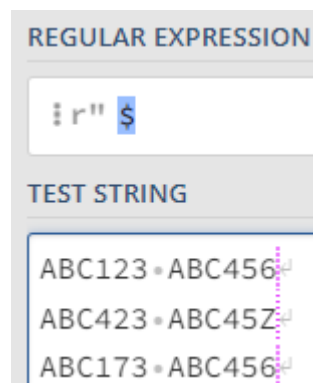 REGULAR EXPRESSION
⋮ r" $
TEST STRING
ABC123·ABC456↵
ABC423·ABC45Z↵
ABC173·ABC456↵